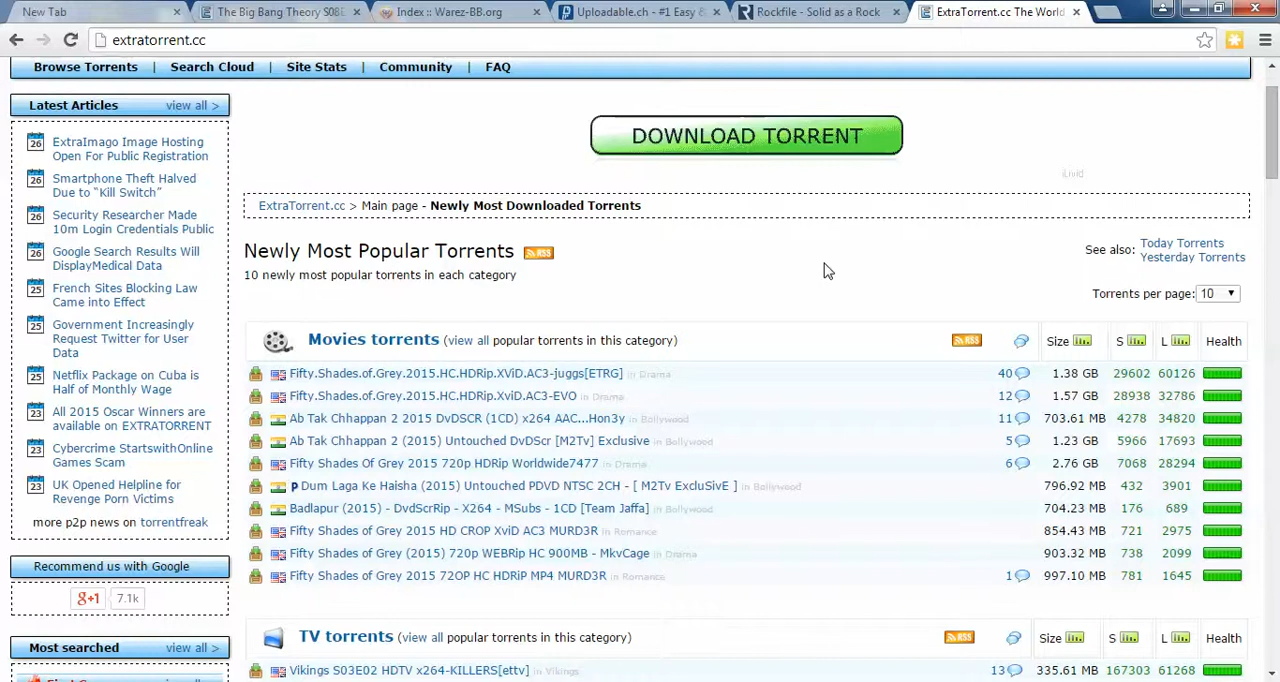 New Tab
The Big Bang Theory S08E
Index :: Warez-BB.org
Uploadable.ch - #1 Easy &
Rockfile - Solid as a Rock
ExtraTorrent.cc The World
extratorrent.cc
Browse Torrents | Search Cloud | Site Stats | Community | FAQ
Latest Articles view all >
26 ExtraImago Image Hosting
Open For Public Registration
26 Smartphone Theft Halved
Due to “Kill Switch”
26 Security Researcher Made
10m Login Credentials Public
26 Google Search Results Will
DisplayMedical Data
25 French Sites Blocking Law
Came into Effect
25 Government Increasingly
Request Twitter for User
Data
25 Netflix Package on Cuba is
Half of Monthly Wage
23 All 2015 Oscar Winners are
available on EXTRATORRENT
23 Cybercrime StartswithOnline
Games Scam
23 UK Opened Helpline for
Revenge Porn Victims
more p2p news on torrentfreak
Recommend us with Google
g+1 7.1k
Most searched view all >
DOWNLOAD TORRENT
iLivid
ExtraTorrent.cc > Main page - Newly Most Downloaded Torrents
Newly Most Popular Torrents RSS
10 newly most popular torrents in each category
See also: Today Torrents
Yesterday Torrents
Torrents per page: 10
Movies torrents (view all popular torrents in this category) RSS Size S L Health
Fifty.Shades.of.Grey.2015.HC.HDRip.XViD.AC3-juggs[ETRG] in Drama 40 1.38 GB 29602 60126
Fifty.Shades.of.Grey.2015.HC.HDRip.XViD.AC3-EVO in Drama 12 1.57 GB 28938 32786
Ab Tak Chhappan 2 2015 DvDSCR (1CD) x264 AAC...Hon3y in Bollywood 11 703.61 MB 4278 34820
Ab Tak Chhappan 2 (2015) Untouched DvDScr [M2Tv] Exclusive in Bollywood 5 1.23 GB 5966 17693
Fifty Shades Of Grey 2015 720p HDRip Worldwide7477 in Drama 6 2.76 GB 7068 28294
P Dum Laga Ke Haisha (2015) Untouched PDVD NTSC 2CH - [ M2Tv ExcluSivE ] in Bollywood 796.92 MB 432 3901
Badlapur (2015) - DvdScrRip - X264 - MSubs - 1CD [Team Jaffa] in Bollywood 704.23 MB 176 689
Fifty Shades of Grey 2015 HD CROP XviD AC3 MURD3R in Romance 854.43 MB 721 2975
Fifty Shades of Grey (2015) 720p WEBRip HC 900MB - MkvCage in Drama 903.32 MB 738 2099
Fifty Shades of Grey 2015 72OP HC HDRiP MP4 MURD3R in Romance 1 997.10 MB 781 1645
TV torrents (view all popular torrents in this category) RSS Size S L Health
Vikings S03E02 HDTV x264-KILLERS[ettv] in Vikings 13 335.61 MB 167303 61268